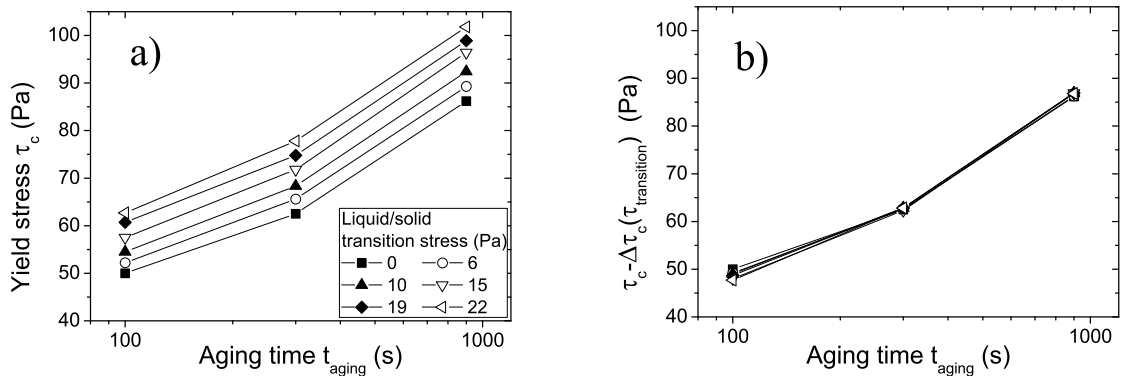 a)
100
90
80
70
60
50
40
Yield stress τc (Pa)
Liquid/solid
transition stress (Pa)
0 6
10 15
19 22
100 1000
Aging time taging (s)
b)
100
90
80
70
60
50
40
τc-Δτc(τtransition) (Pa)
100 1000
Aging time taging (s)